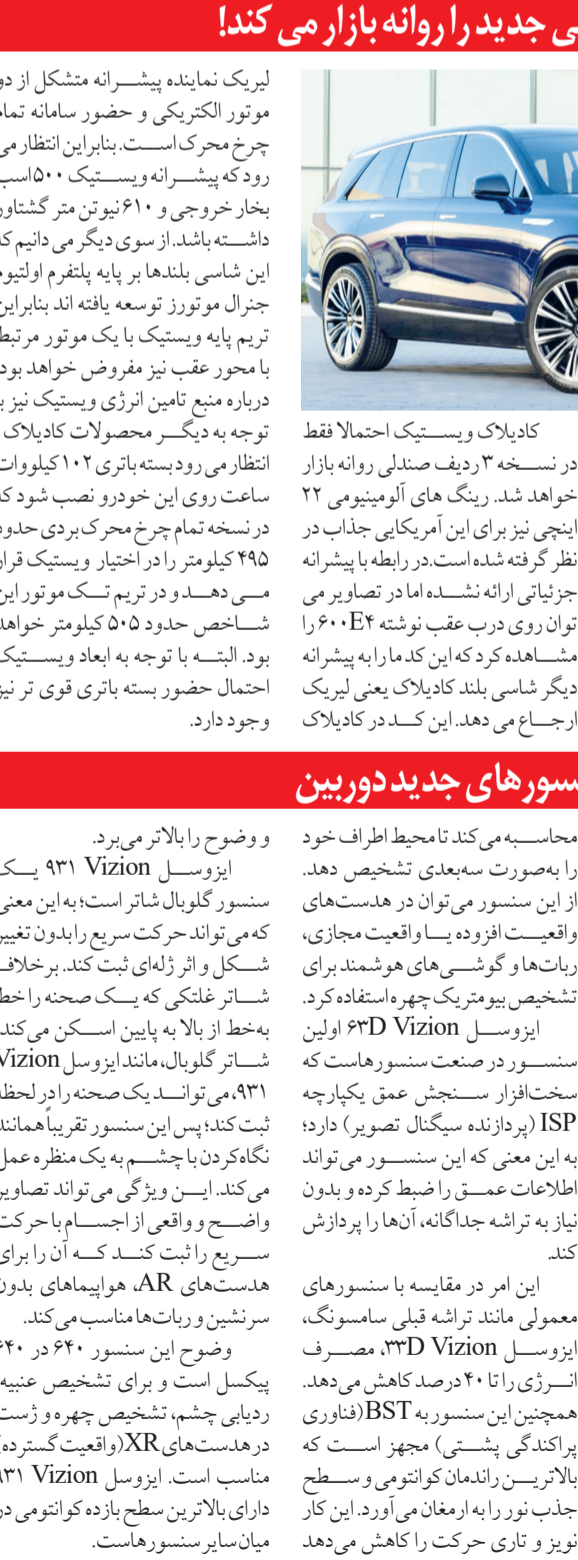 ی جدید را روانه بازار می کند!
کادیلاک ویستیک احتمالا فقط
در نسخه ۳ ردیف صندلی روانه بازار
خواهد شد. رینگ های آلومینیومی ۲۲
اینچی نیز برای این آمریکایی جذاب در
نظر گرفته شده است.در رابطه با پیشرانه
جزئیاتی ارائه نشده اما در تصاویر می
توان روی درب عقب نوشته ۶۰۰E۴ را
مشاهده کرد که این کد ما را به پیشرانه
دیگر شاسی بلند کادیلاک یعنی لیریک
ارجاع می دهد. این کد در کادیلاک
لیریک نماینده پیشرانه متشکل از دو
موتور الکتریکی و حضور سامانه تمام
چرخ محرک است. بنابراین انتظار می
رود که پیشرانه ویستیک ۵۰۰ اسب
بخار خروجی و ۶۱۰ نیوتن متر گشتاور
داشته باشد. از سوی دیگر می دانیم که
این شاسی بلندها بر پایه پلتفرم اولتیوم
جنرال موتورز توسعه یافته اند بنابراین
تریم پایه ویستیک با یک موتور مرتبط
با محور عقب نیز مفروض خواهد بود.
درباره منبع تامین انرژی ویستیک نیز با
توجه به دیگر محصولات کادیلاک
انتظار می رود بسته باتری ۱۰۲ کیلووات
ساعت روی این خودرو نصب شود که
در نسخه تمام چرخ محرک بردی حدود
۴۹۵ کیلومتر را در اختیار ویستیک قرار
می دهد و در تریم تک موتور این
شاخص حدود ۵۰۵ کیلومتر خواهد
بود. البته با توجه به ابعاد ویستیک
احتمال حضور بسته باتری قوی تر نیز
وجود دارد.
سورهای جدید دوربین
محاسبه می‌کند تا محیط اطراف خود
را به‌صورت سه‌بعدی تشخیص دهد.
از این سنسور می‌توان در هدست‌های
واقعیت افزوده یا واقعیت مجازی،
ربات‌ها و گوشی‌های هوشمند برای
تشخیص بیومتریک چهره استفاده کرد.
ایزوسل ۶۳D Vizion اولین
سنسور در صنعت سنسورهاست که
سخت‌افزار سنجش عمق یکپارچه
ISP (پردازنده سیگنال تصویر) دارد؛
به این معنی که این سنسور می‌تواند
اطلاعات عمق را ضبط کرده و بدون
نیاز به تراشه جداگانه، آن‌ها را پردازش
کند.
این امر در مقایسه با سنسورهای
معمولی مانند تراشه قبلی سامسونگ،
ایزوسل ۳۳D Vizion، مصرف
انرژی را تا ۴۰ درصد کاهش می‌دهد.
همچنین این سنسور به BST (فناوری
پراکندگی پشتی) مجهز است که
بالاترین راندمان کوانتومی و سطح
جذب نور را به ارمغان می‌آورد. این کار
نویز و تاری حرکت را کاهش می‌دهد
و وضوح را بالاتر می‌برد.
ایزوسل Vizion ۹۳۱ یک
سنسور گلوبال شاتر است؛ به این معنی
که می‌تواند حرکت سریع را بدون تغییر
شکل و اثر ژله‌ای ثبت کند. برخلاف
شاتر غلتکی که یک صحنه را خط
به‌خط از بالا به پایین اسکن می‌کند،
شاتر گلوبال، مانند ایزوسل Vizion
۹۳۱، می‌تواند یک صحنه را در لحظه
ثبت کند؛ پس این سنسور تقریباً همانند
نگاه‌کردن با چشم به یک منظره عمل
می‌کند. این ویژگی می‌تواند تصاویر
واضح و واقعی از اجسام با حرکت
سریع را ثبت کند که آن را برای
هدست‌های AR، هواپیماهای بدون
سرنشین و ربات‌ها مناسب می‌کند.
وضوح این سنسور ۶۴۰ در ۶۴۰
پیکسل است و برای تشخیص عنبیه،
ردیابی چشم، تشخیص چهره و ژست
در هدست‌های XR (واقعیت گسترده)
مناسب است. ایزوسل Vizion ۹۳۱
دارای بالاترین سطح بازده کوانتومی در
میان سایر سنسورهاست.